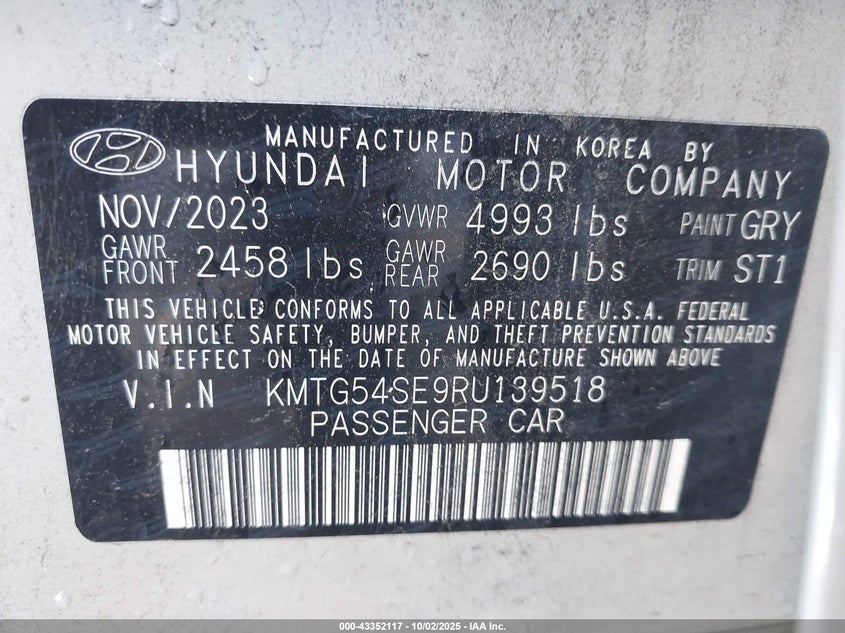 MANUFACTURED IN KOREA BY
HYUNDAI MOTOR COMPANY
NOV/2023 GVWR 4993 lbs PAINT GRY
GAWR FRONT 2458 lbs GAWR REAR 2690 lbs TRIM ST1
THIS VEHICLE CONFORMS TO ALL APPLICABLE U.S.A. FEDERAL
MOTOR VEHICLE SAFETY, BUMPER, AND THEFT PREVENTION STANDARDS
IN EFFECT ON THE DATE OF MANUFACTURE SHOWN ABOVE
V.I.N KMTG54SE9RU139518
PASSENGER CAR
000-43352117 - 10/02/2025 - IAA Inc.